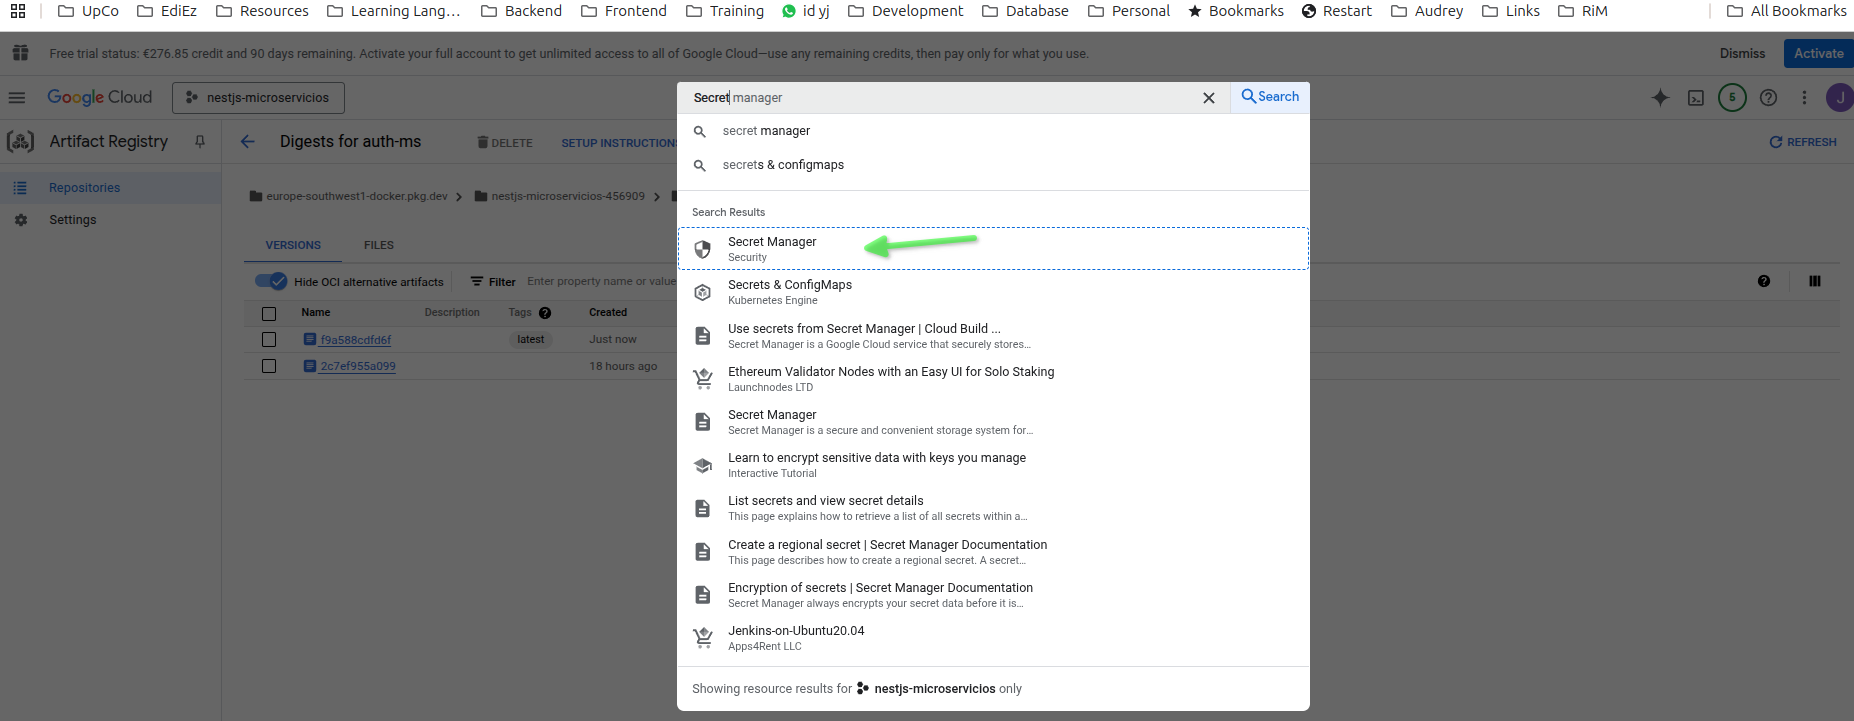 UpCo EdiEz Resources Learning Lang... Backend Frontend Training id yj Development Database Personal Bookmarks Restart Audrey Links RiM All Bookmarks
Free trial status: €276.85 credit and 90 days remaining. Activate your full account to get unlimited access to all of Google Cloud—use any remaining credits, then pay only for what you use. Dismiss Activate
Google Cloud nestjs-microservicios
Secret manager Search
5 J
Artifact Registry Digests for auth-ms DELETE SETUP INSTRUCTIONS REFRESH
Repositories
Settings
europe-southwest1-docker.pkg.dev nestjs-microservicios-456909
VERSIONS FILES
Hide OCI alternative artifacts Filter Enter property name or value
Name Description Tags Created
f9a588cdfd6f latest Just now
2c7ef955a099 18 hours ago
secret manager
secrets & configmaps
Search Results
Secret Manager
Security
Secrets & ConfigMaps
Kubernetes Engine
Use secrets from Secret Manager | Cloud Build ...
Secret Manager is a Google Cloud service that securely stores...
Ethereum Validator Nodes with an Easy UI for Solo Staking
Launchnodes LTD
Secret Manager
Secret Manager is a secure and convenient storage system for...
Learn to encrypt sensitive data with keys you manage
Interactive Tutorial
List secrets and view secret details
This page explains how to retrieve a list of all secrets within a...
Create a regional secret | Secret Manager Documentation
This page describes how to create a regional secret. A secret...
Encryption of secrets | Secret Manager Documentation
Secret Manager always encrypts your secret data before it is...
Jenkins-on-Ubuntu20.04
Apps4Rent LLC
Showing resource results for nestjs-microservicios only